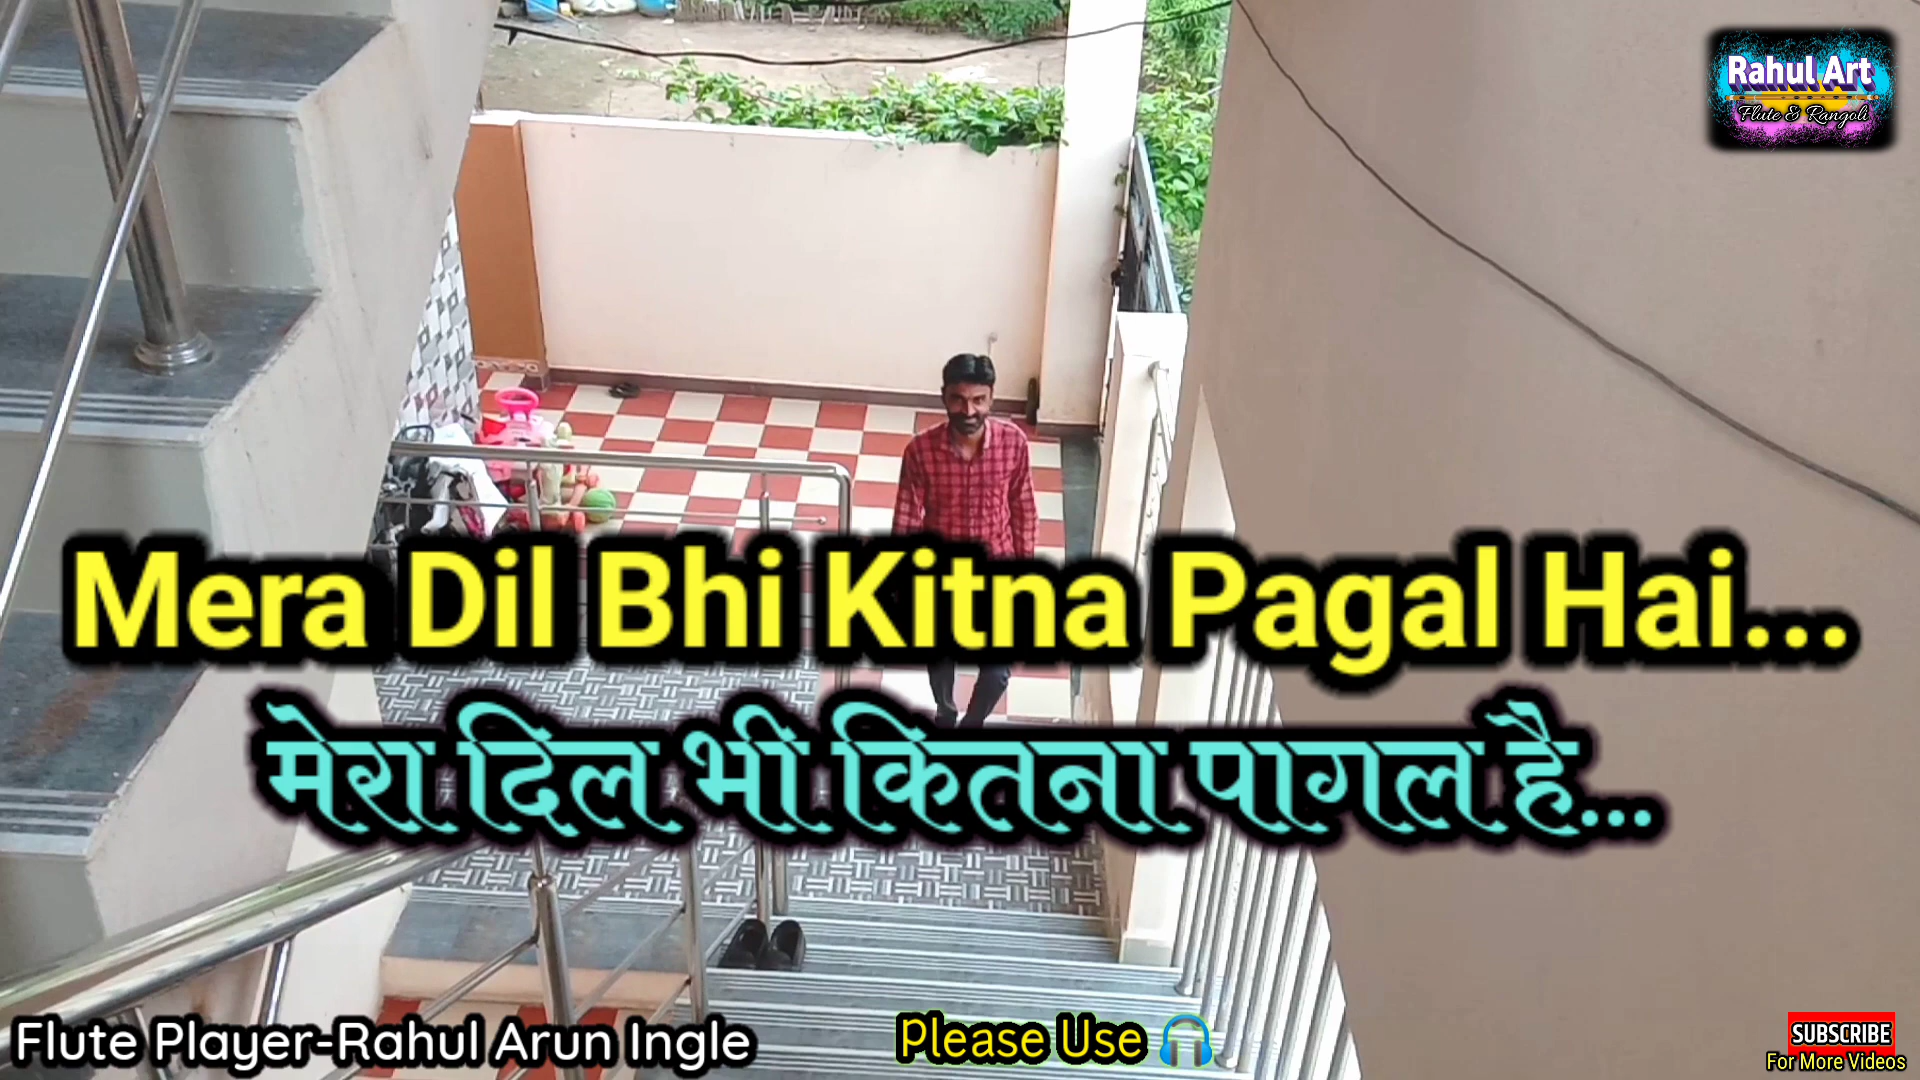 Rahul Art
Flute & Rangoli
Mera Dil Bhi Kitna Pagal Hai...
मेरा दिल भी कितना पागल है...
Flute Player-Rahul Arun Ingle
Please Use
SUBSCRIBE
For More Videos